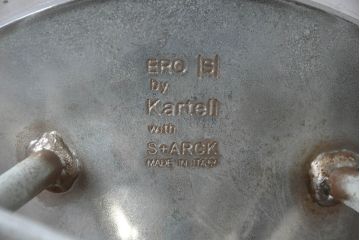 ERO |S|
by
Kartell
with
S+ARCK
MADE IN ITALY